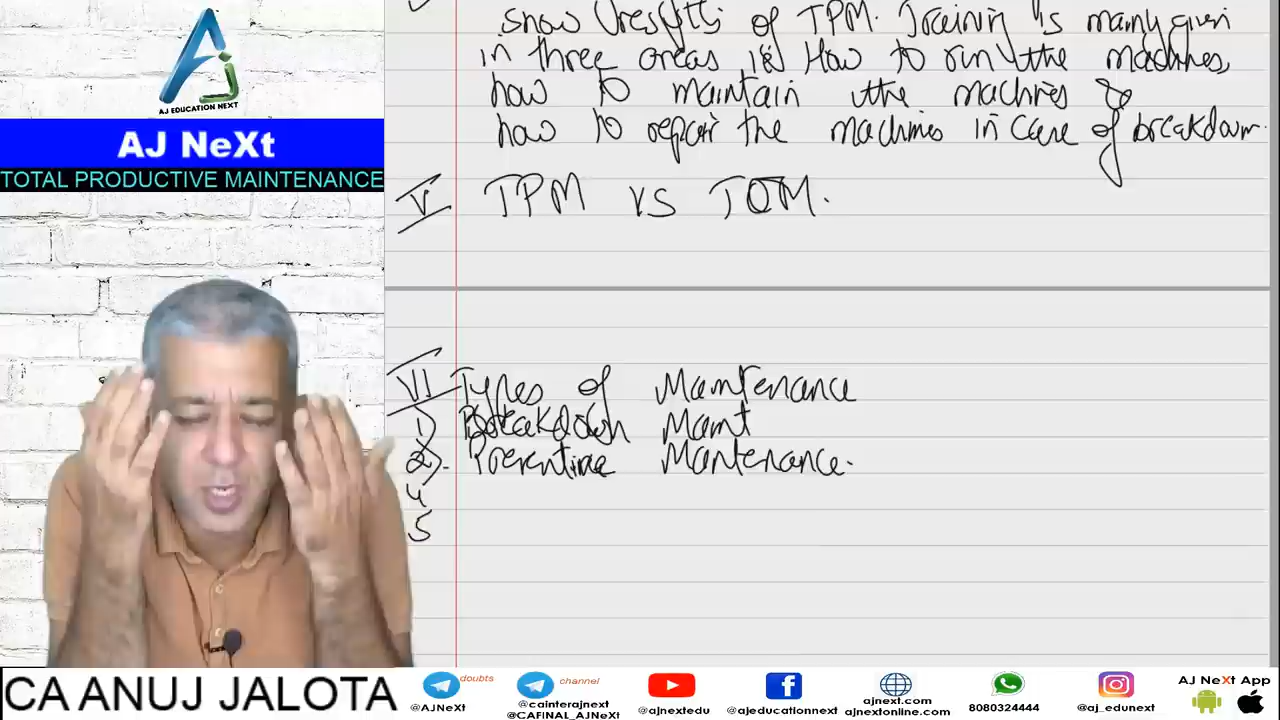 AJ EDUCATION NEXT
AJ NeXt
TOTAL PRODUCTIVE MAINTENANCE
show results of TPM. Training is mainly given
in three areas ie How to run the machines,
how to maintain the machines &
how to repair the machines in case of breakdown.
V TPM VS TQM.
VI Types of Maintenance
1) Breakdown Maint
2). Preventive Maintenance.
4
5
CA ANUJ JALOTA
doubts
@AJNeXt
channel
@cainterajnext
@CAFINAL_AJNeXt
@ajnextedu
@ajeducationnext
ajnext.com
ajnextonline.com
8080324444
@aj_edunext
AJ NeXt App